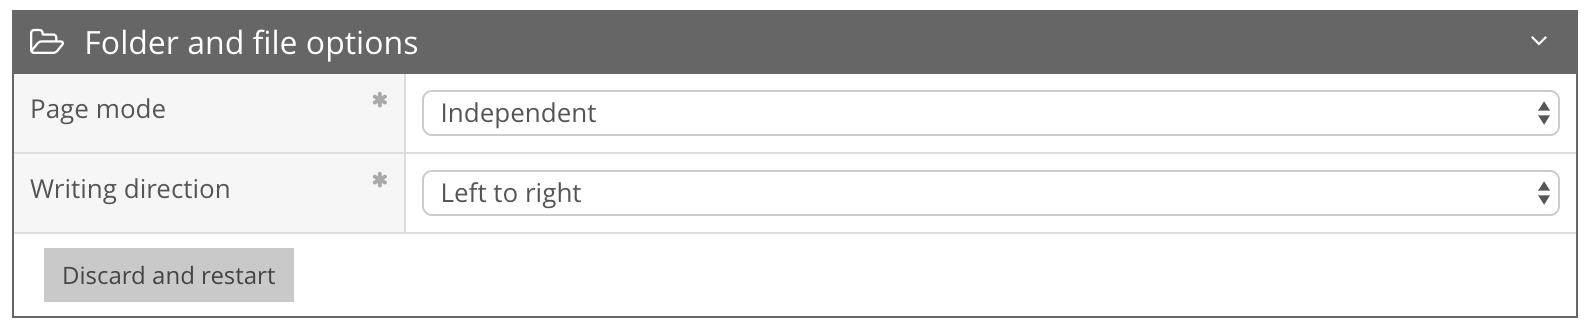 Folder and file options
Page mode *
Independent
Writing direction *
Left to right
Discard and restart